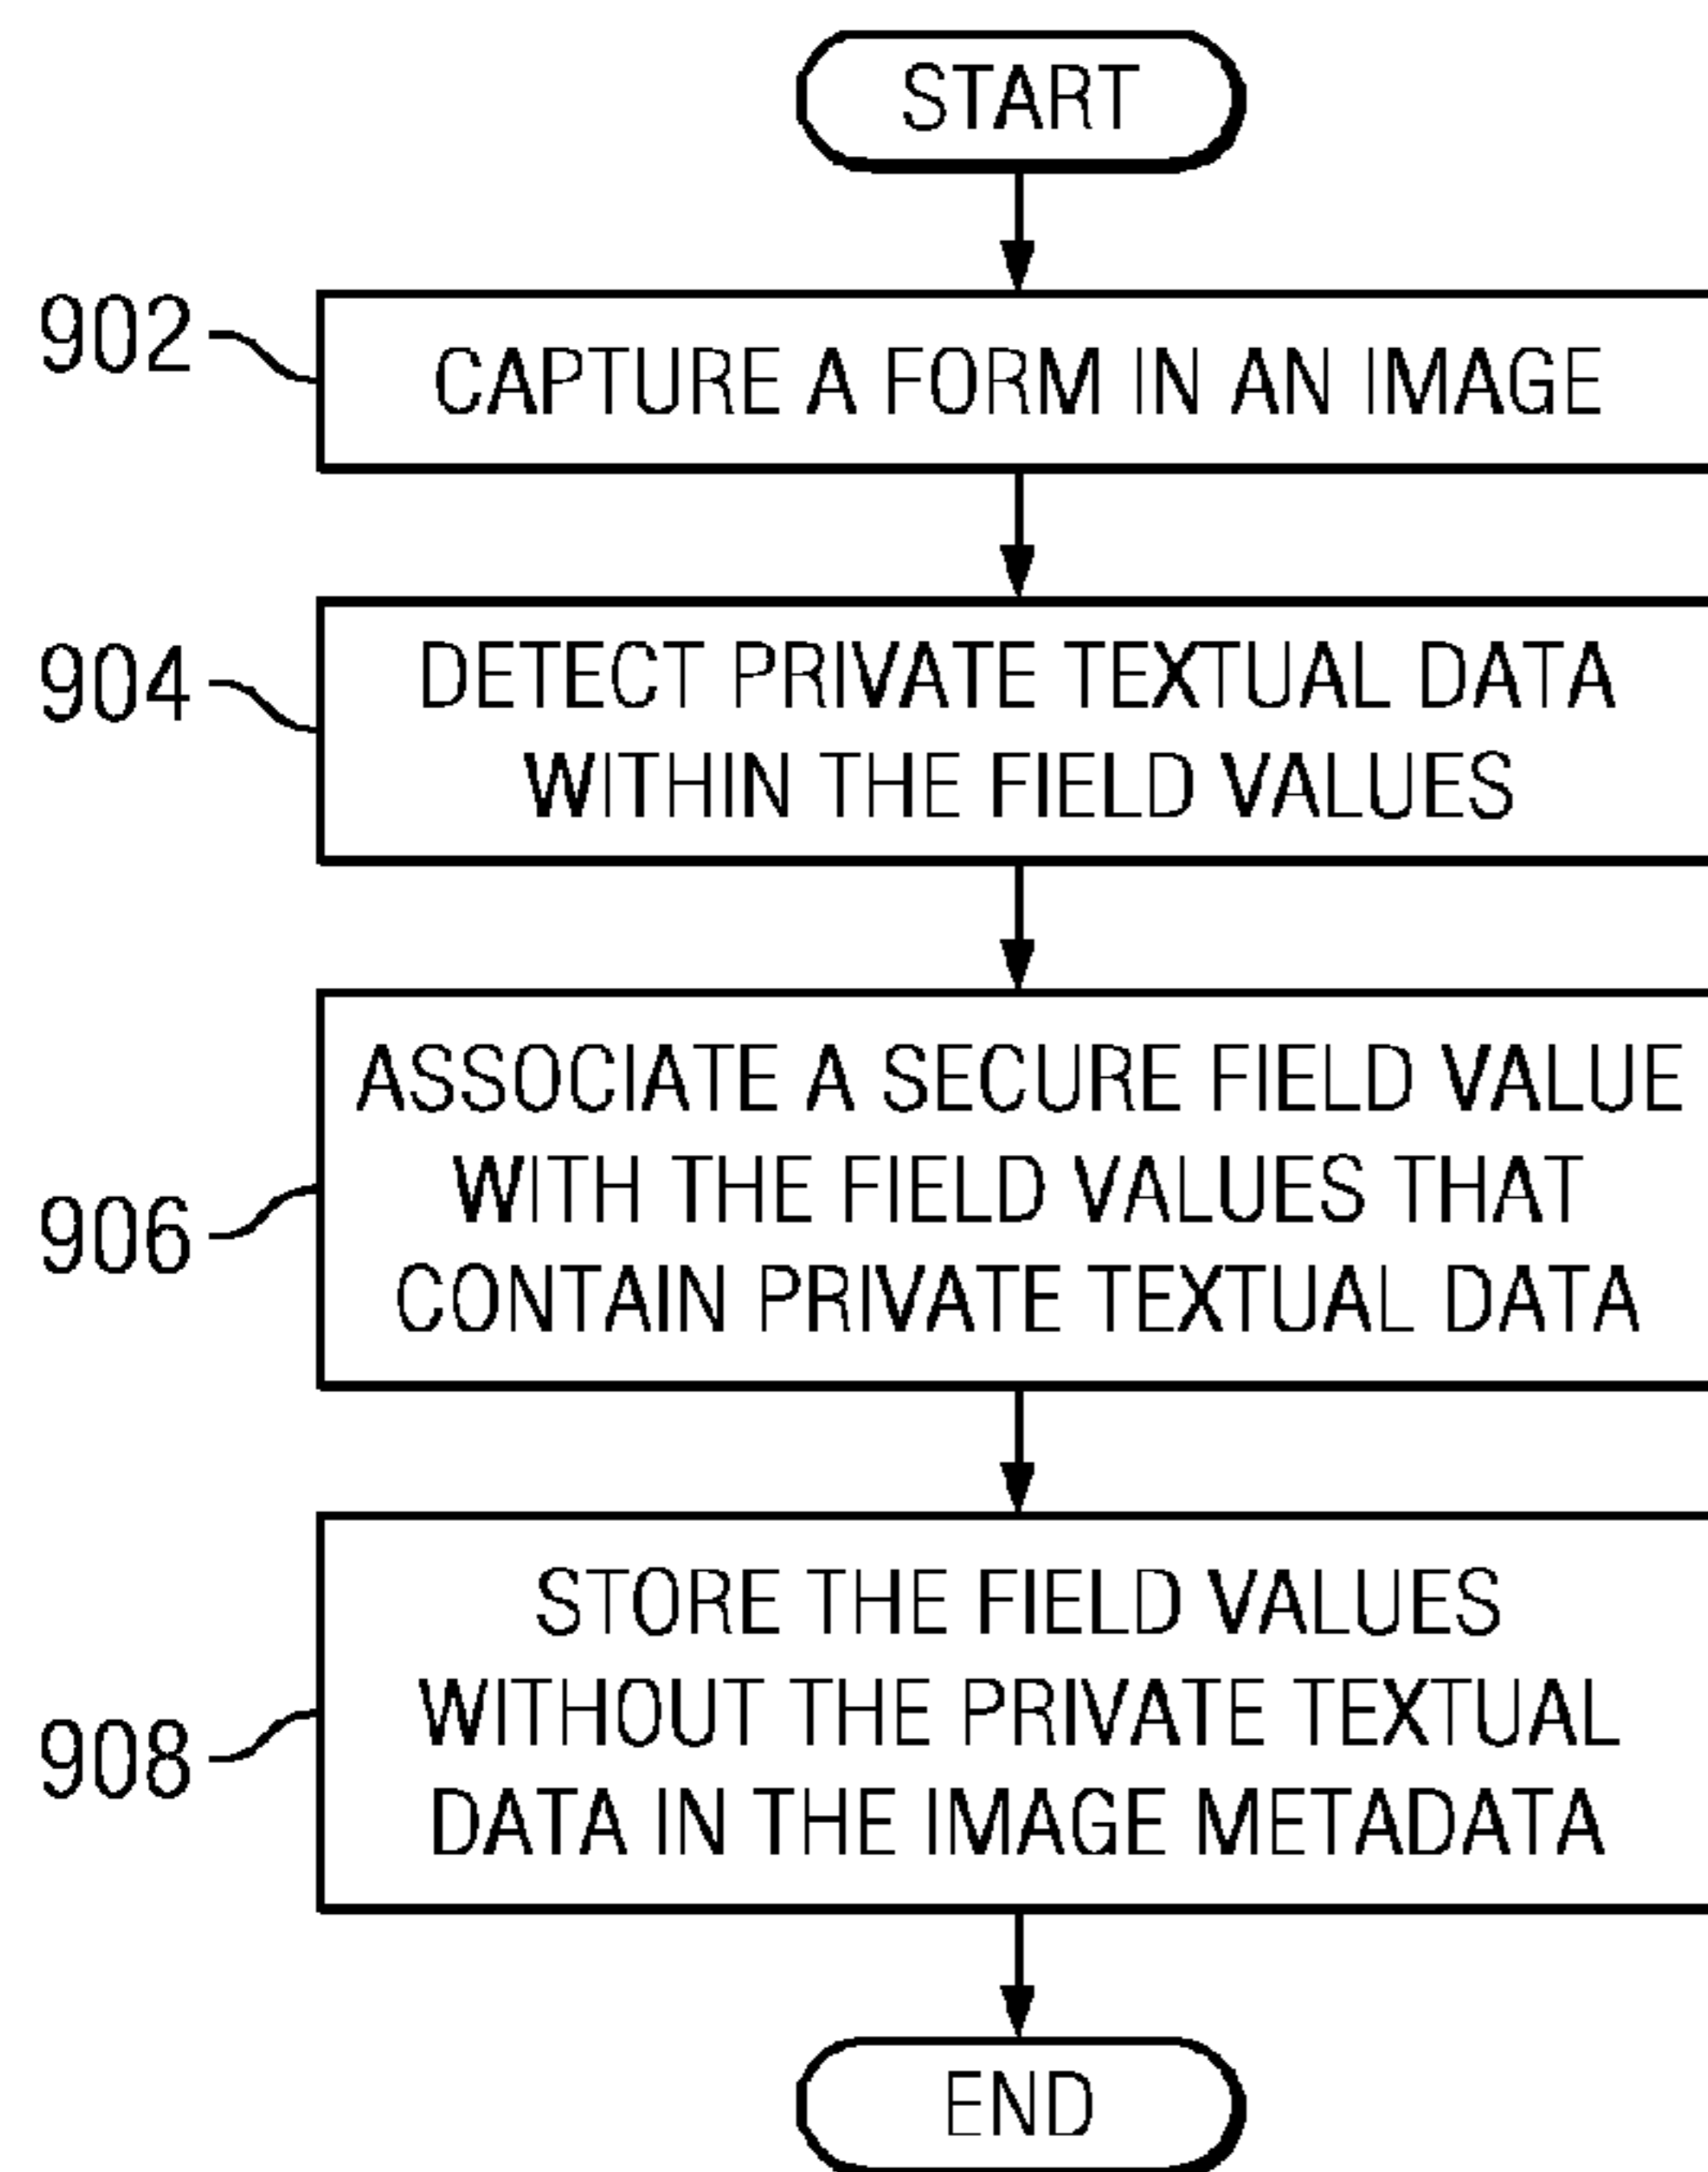 START
902
CAPTURE A FORM IN AN IMAGE
904
DETECT PRIVATE TEXTUAL DATA
WITHIN THE FIELD VALUES
906
ASSOCIATE A SECURE FIELD VALUE
WITH THE FIELD VALUES THAT
CONTAIN PRIVATE TEXTUAL DATA
908
STORE THE FIELD VALUES
WITHOUT THE PRIVATE TEXTUAL
DATA IN THE IMAGE METADATA
END